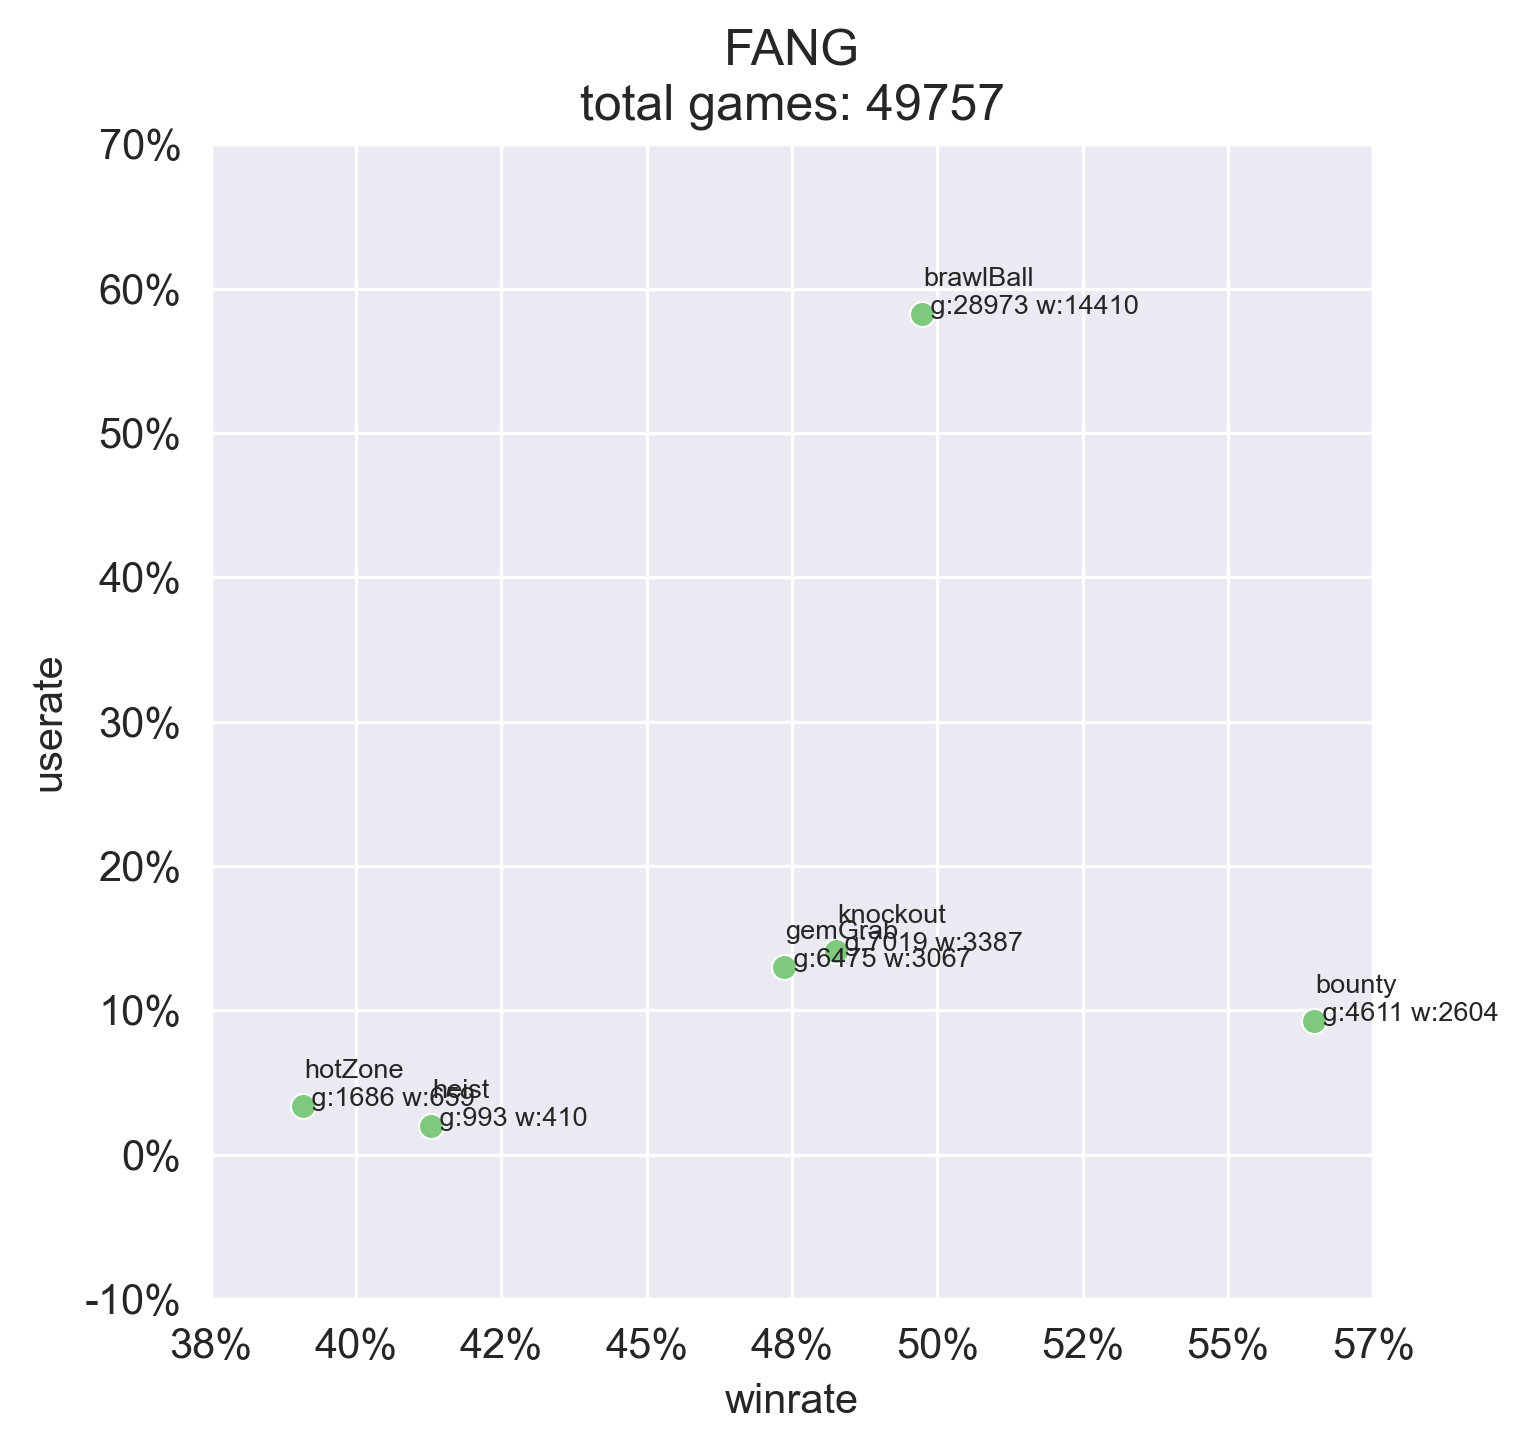 FANG
total games: 49757
70%
60%
50%
40%
30%
20%
10%
0%
-10%
userate
brawlBall
g:28973 w:14410
knockout
g:7019 w:3387
gemGrab
g:6475 w:3067
bounty
g:4611 w:2604
hotZone
g:1686 w:659
heist
g:993 w:410
38% 40% 42% 45% 48% 50% 52% 55% 57%
winrate